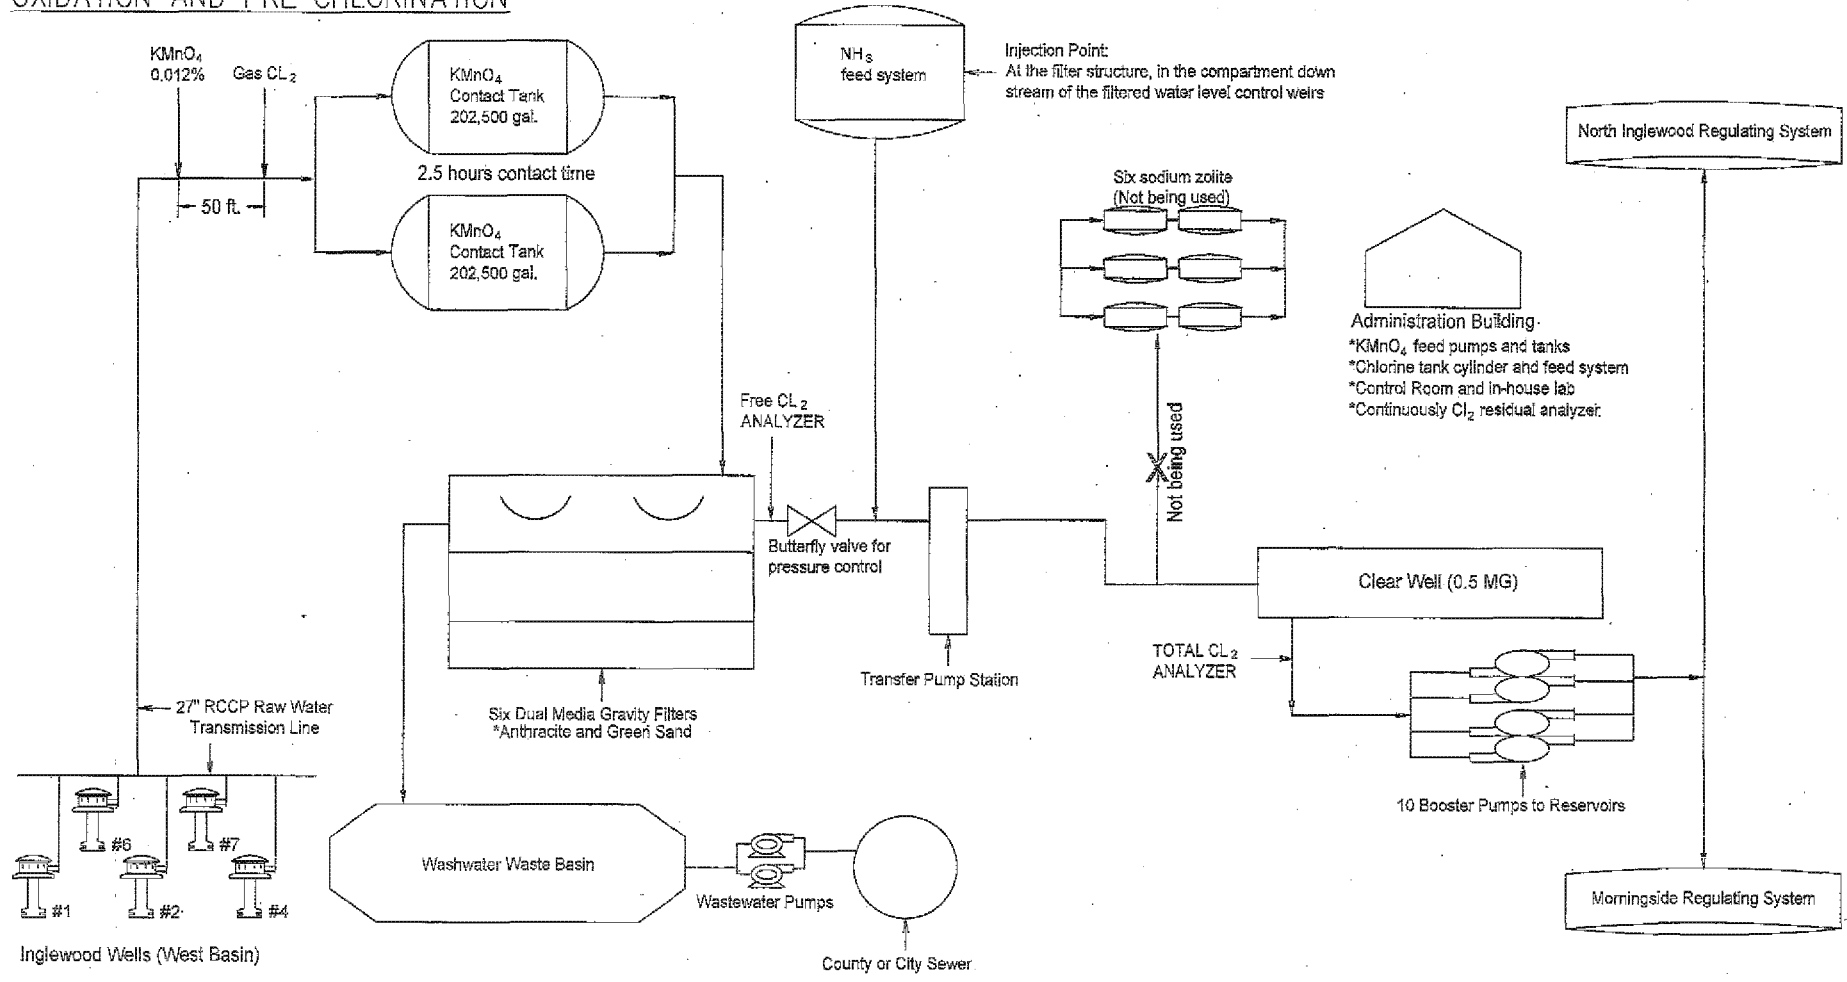 OXIDATION AND PRE-CHLORINATION
KMnO4
0.012%
Gas CL2
50 ft.
KMnO4
Contact Tank
202,500 gal.
2.5 hours contact time
KMnO4
Contact Tank
202,500 gal.
NH3
feed system
Injection Point:
At the filter structure, in the compartment down
stream of the filtered water level control weirs
North Inglewood Regulating System
Six sodium zolite
(Not being used)
Not being used
Administration Building
*KMnO4 feed pumps and tanks
*Chlorine tank cylinder and feed system
*Control Room and in-house lab
*Continuously Cl2 residual analyzer.
Free CL2
ANALYZER
Butterfly valve for
pressure control
Clear Well (0.5 MG)
Transfer Pump Station
TOTAL CL2
ANALYZER
27" RCCP Raw Water
Transmission Line
Six Dual Media Gravity Filters
*Anthracite and Green Sand
10 Booster Pumps to Reservoirs
#6
#7
#1
#2
#4
Inglewood Wells (West Basin)
Washwater Waste Basin
Wastewater Pumps
County or City Sewer
Morningside Regulating System